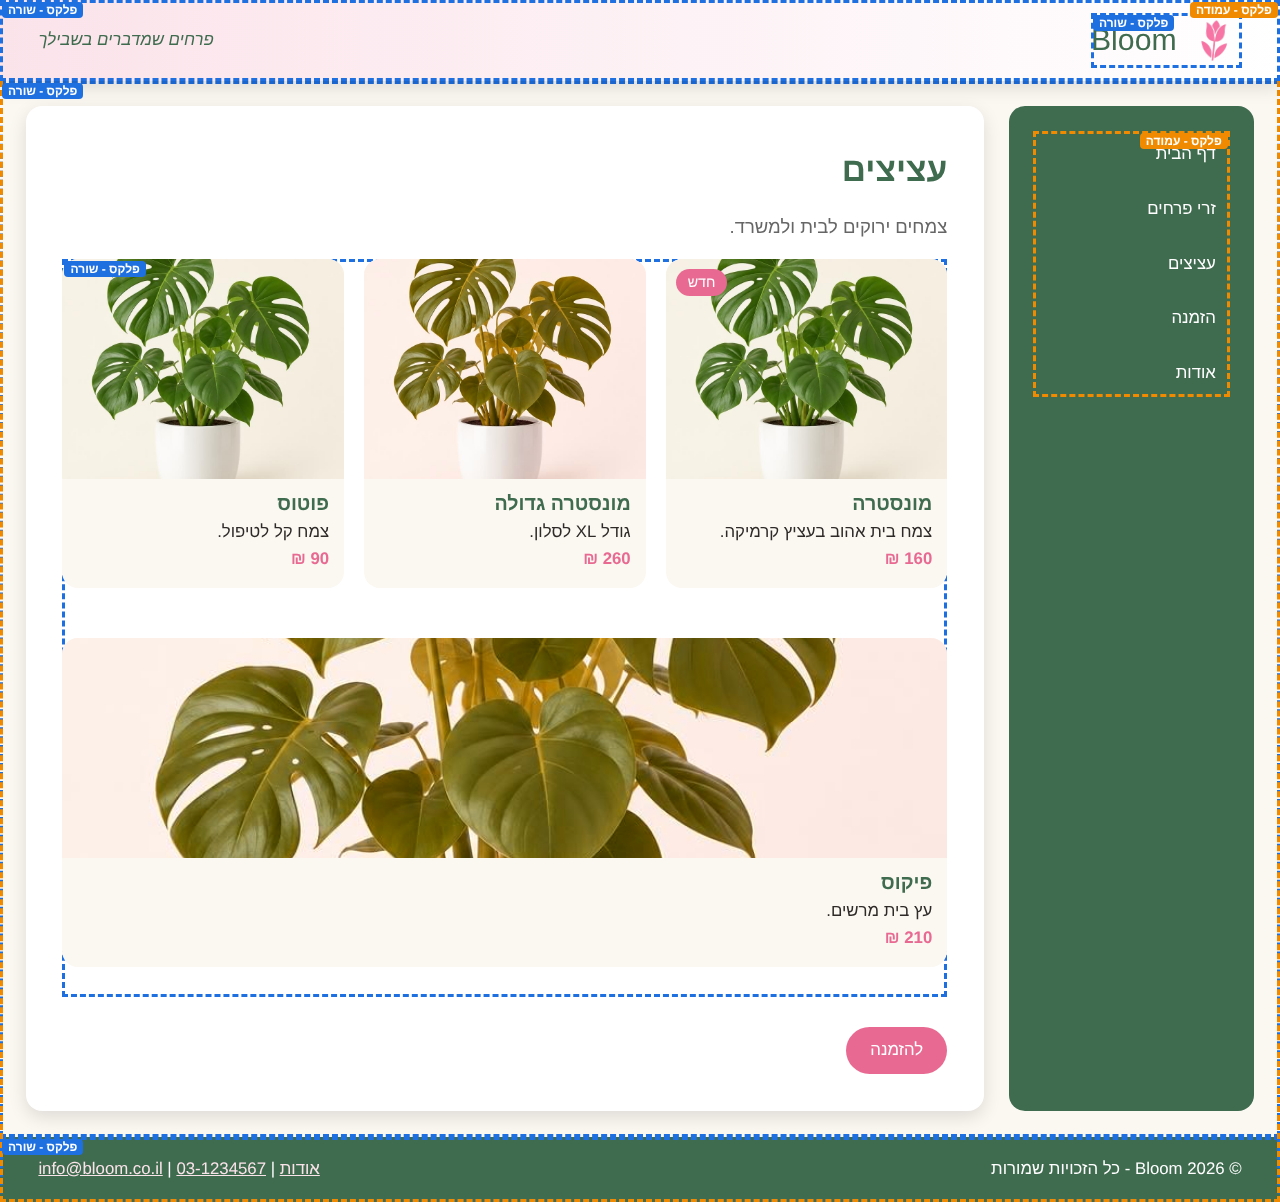 פלקס - עמודה
פלקס - שורה
פלקס - שורה
Bloom
פרחים שמדברים בשבילך
פלקס - שורה
פלקס - עמודה
דף הבית
זרי פרחים
עציצים
הזמנה
אודות
עציצים
צמחים ירוקים לבית ולמשרד.
פלקס - שורה
חדש
מונסטרה
צמח בית אהוב בעציץ קרמיקה.
160 ₪
מונסטרה גדולה
גודל XL לסלון.
260 ₪
פוטוס
צמח קל לטיפול.
90 ₪
פיקוס
עץ בית מרשים.
210 ₪
להזמנה
פלקס - שורה
© 2026 Bloom - כל הזכויות שמורות
אודות | 03-1234567 | info@bloom.co.il